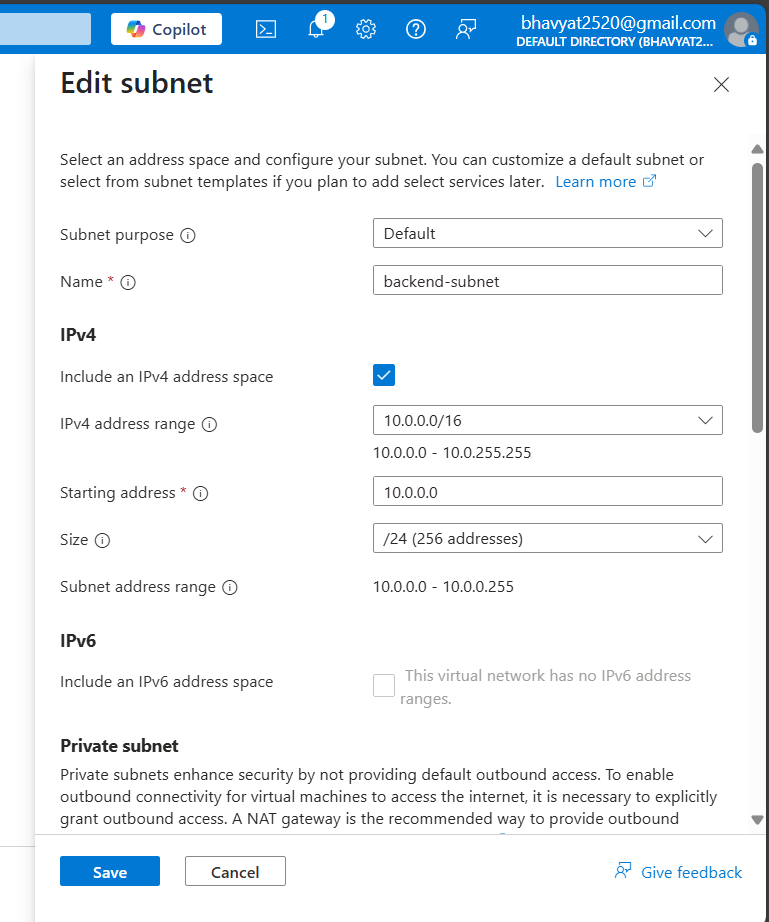 Copilot
1
bhavyat2520@gmail.com
DEFAULT DIRECTORY (BHAVYAT2...
Edit subnet
Select an address space and configure your subnet. You can customize a default subnet or
select from subnet templates if you plan to add select services later. Learn more
Subnet purpose
Default
Name *
backend-subnet
IPv4
Include an IPv4 address space
IPv4 address range
10.0.0.0/16
10.0.0.0 - 10.0.255.255
Starting address *
10.0.0.0
Size
/24 (256 addresses)
Subnet address range
10.0.0.0 - 10.0.0.255
IPv6
Include an IPv6 address space
This virtual network has no IPv6 address
ranges.
Private subnet
Private subnets enhance security by not providing default outbound access. To enable
outbound connectivity for virtual machines to access the internet, it is necessary to explicitly
grant outbound access. A NAT gateway is the recommended way to provide outbound
Save
Cancel
Give feedback